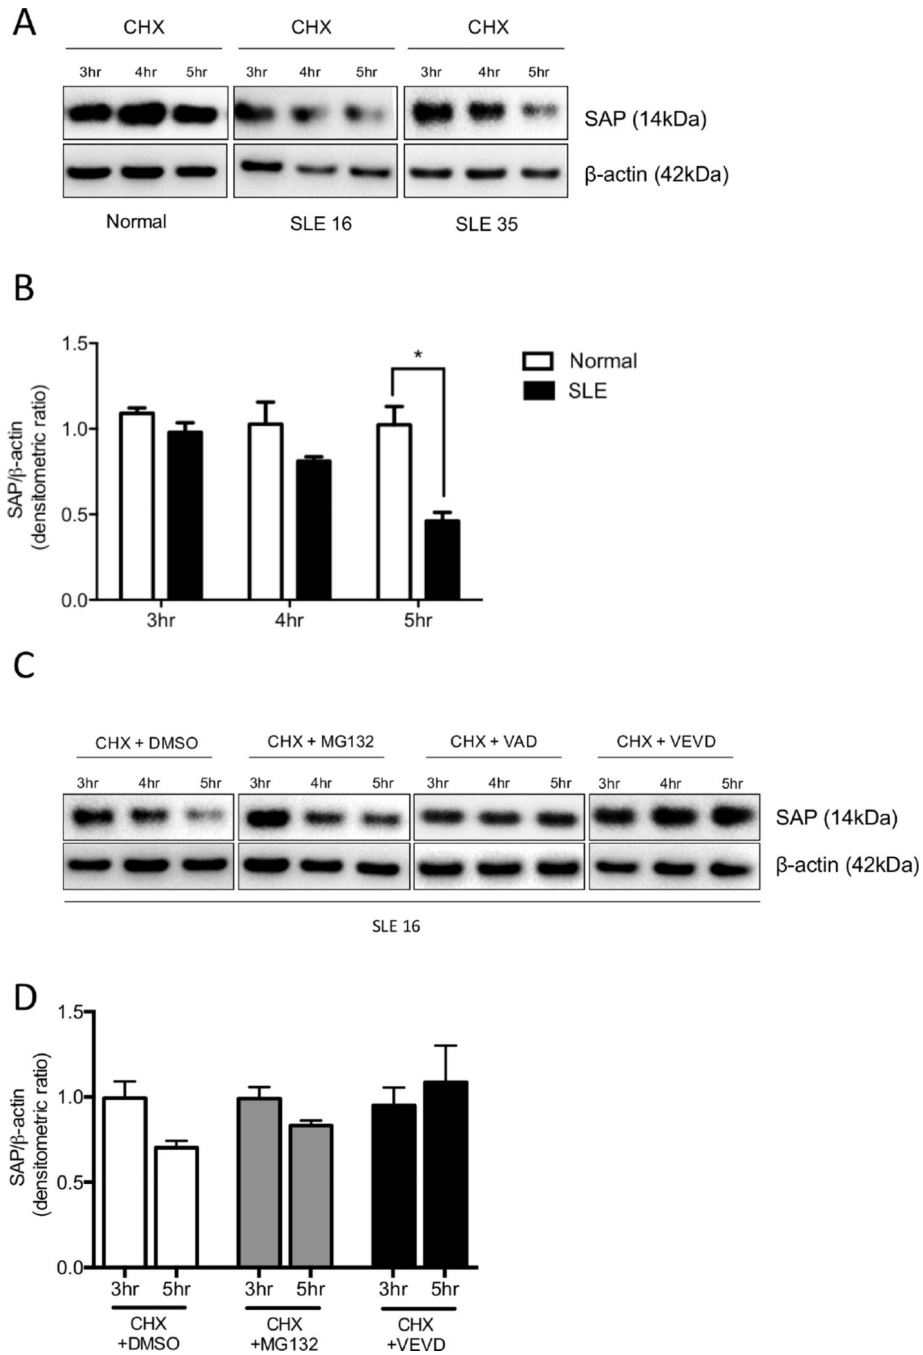 A
CHX CHX CHX
3hr 4hr 5hr 3hr 4hr 5hr 3hr 4hr 5hr
SAP (14kDa)
β-actin (42kDa)
Normal SLE 16 SLE 35
B
SAP/β-actin
(densitometric ratio)
1.5
1.0
0.5
0.0
*
Normal
SLE
3hr 4hr 5hr
C
CHX + DMSO CHX + MG132 CHX + VAD CHX + VEVD
3hr 4hr 5hr 3hr 4hr 5hr 3hr 4hr 5hr 3hr 4hr 5hr
SAP (14kDa)
β-actin (42kDa)
SLE 16
D
SAP/β-actin
(densitometric ratio)
1.5
1.0
0.5
0.0
3hr 5hr 3hr 5hr 3hr 5hr
CHX CHX CHX
+DMSO +MG132 +VEVD